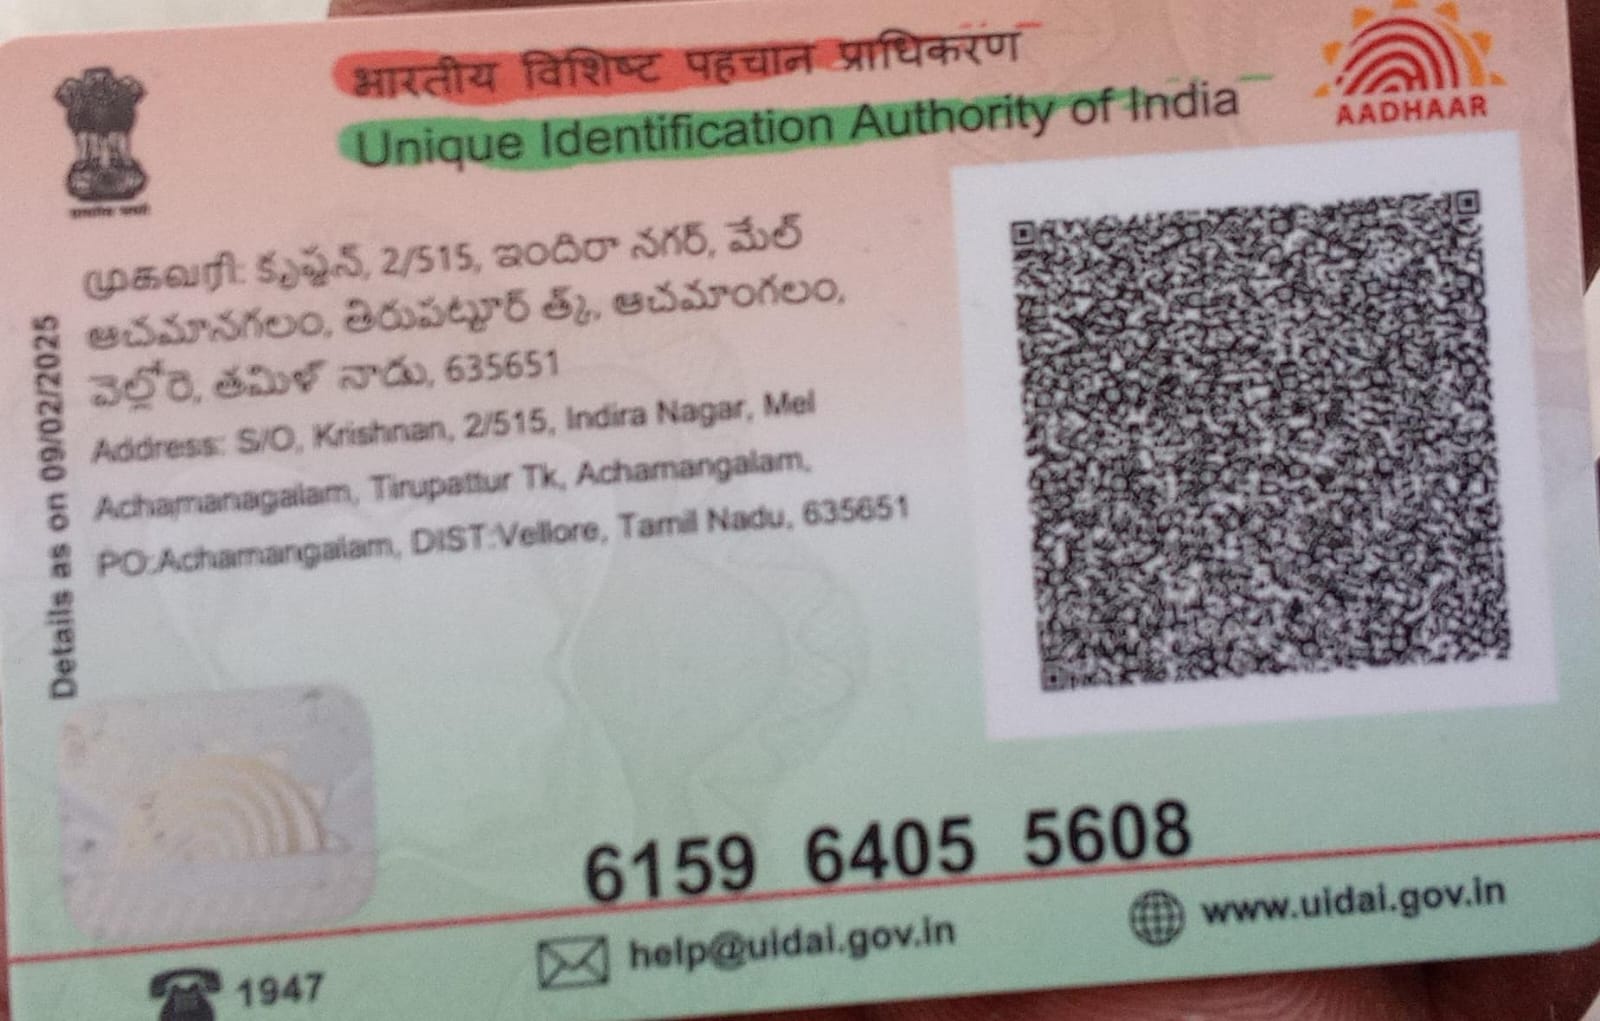 भारतीय विशिष्ट पहचान प्राधिकरण
Unique Identification Authority of India
AADHAAR
முகவரி: క్రిష్ణన్, 2/515, ఇందిరా నగర్, మేల్
ఆచమానగలం, తిరుపట్టూర్ త్క్, ఆచమాంగలం,
వెల్లోరె, తమిళ్ నాడు, 635651
Address: S/O, Krishnan, 2/515, Indira Nagar, Mel
Achamanagalam, Tirupattur Tk, Achamangalam,
PO:Achamangalam, DIST:Vellore, Tamil Nadu, 635651
Details as on 09/02/2025
6159 6405 5608
1947
help@uidai.gov.in
www.uidai.gov.in